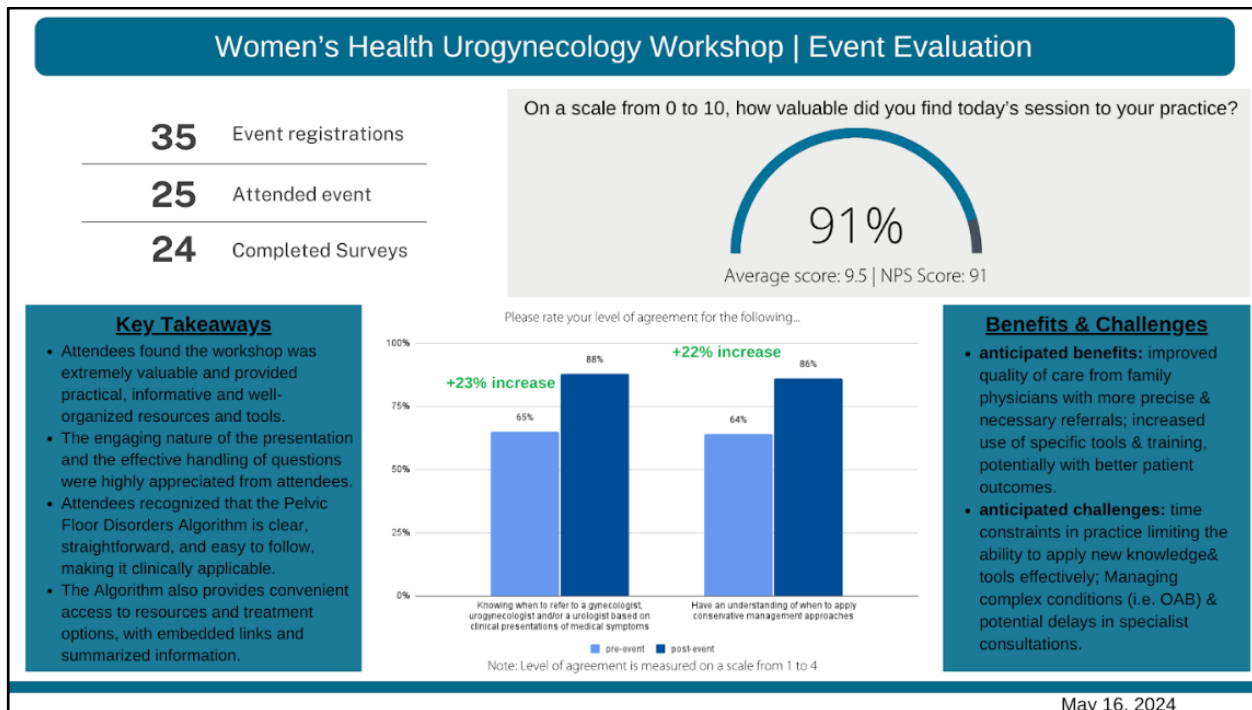 Women's Health Urogynecology Workshop | Event Evaluation
35 Event registrations
25 Attended event
24 Completed Surveys
On a scale from 0 to 10, how valuable did you find today's session to your practice?
91%
Average score: 9.5 | NPS Score: 91
Key Takeaways
• Attendees found the workshop was
extremely valuable and provided
practical, informative and well-
organized resources and tools.
• The engaging nature of the presentation
and the effective handling of questions
were highly appreciated from attendees.
• Attendees recognized that the Pelvic
Floor Disorders Algorithm is clear,
straightforward, and easy to follow,
making it clinically applicable.
• The Algorithm also provides convenient
access to resources and treatment
options, with embedded links and
summarized information.
Please rate your level of agreement for the following...
100%
75%
50%
25%
0%
+23% increase
65%
88%
+22% increase
64%
86%
Knowing when to refer to a gynecologist,
urogynecologist and/or a urologist based on
clinical presentations of medical symptoms
Have an understanding of when to apply
conservative management approaches
pre-event post-event
Note: Level of agreement is measured on a scale from 1 to 4
Benefits & Challenges
• anticipated benefits: improved
quality of care from family
physicians with more precise &
necessary referrals; increased
use of specific tools & training,
potentially with better patient
outcomes.
• anticipated challenges: time
constraints in practice limiting the
ability to apply new knowledge&
tools effectively; Managing
complex conditions (i.e. OAB) &
potential delays in specialist
consultations.
May 16, 2024